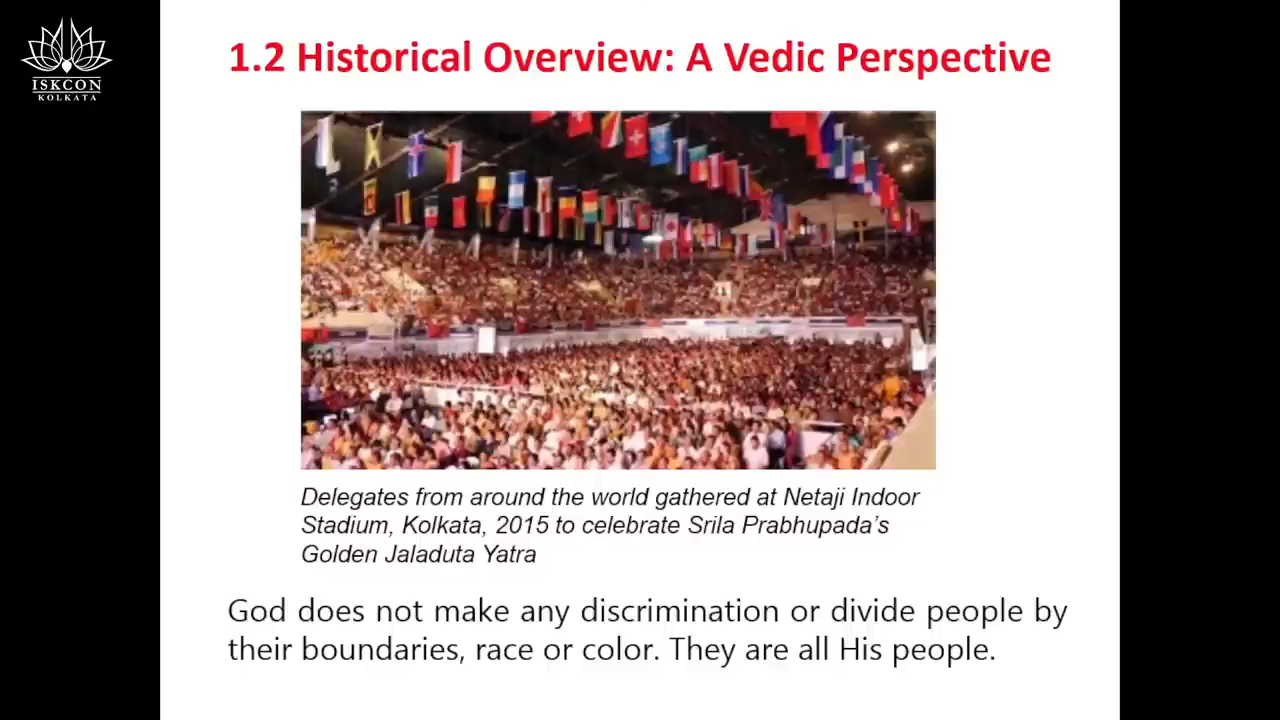 ISKCON
KOLKATA
1.2 Historical Overview: A Vedic Perspective
Delegates from around the world gathered at Netaji Indoor
Stadium, Kolkata, 2015 to celebrate Srila Prabhupada’s
Golden Jaladuta Yatra
God does not make any discrimination or divide people by
their boundaries, race or color. They are all His people.